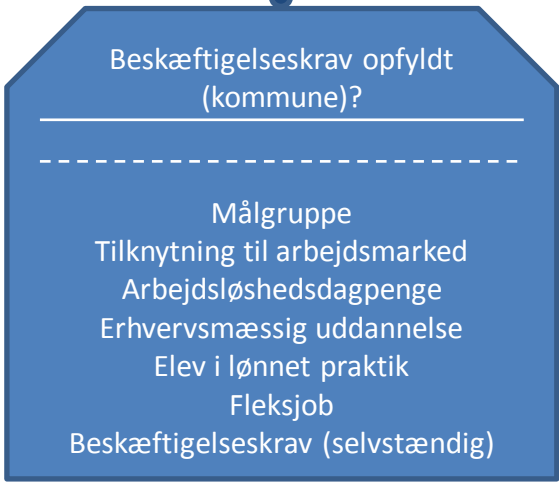 Beskæftigelseskrav opfyldt
(kommune)?
Målgruppe
Tilknytning til arbejdsmarked
Arbejdsløshedsdagpenge
Erhvervsmæssig uddannelse
Elev i lønnet praktik
Fleksjob
Beskæftigelseskrav (selvstændig)